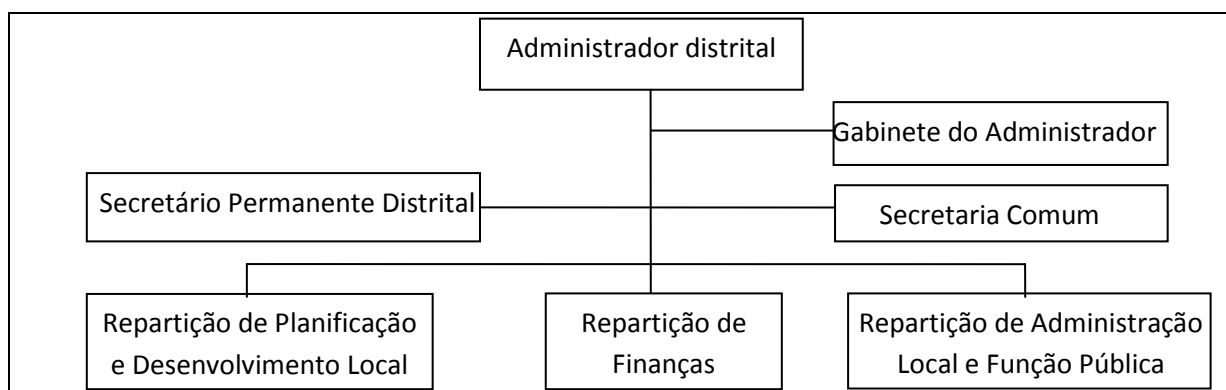 Administrador distrital
Gabinete do Administrador
Secretário Permanente Distrital
Secretaria Comum
Repartição de Planificação
e Desenvolvimento Local
Repartição de
Finanças
Repartição de Administração
Local e Função Pública